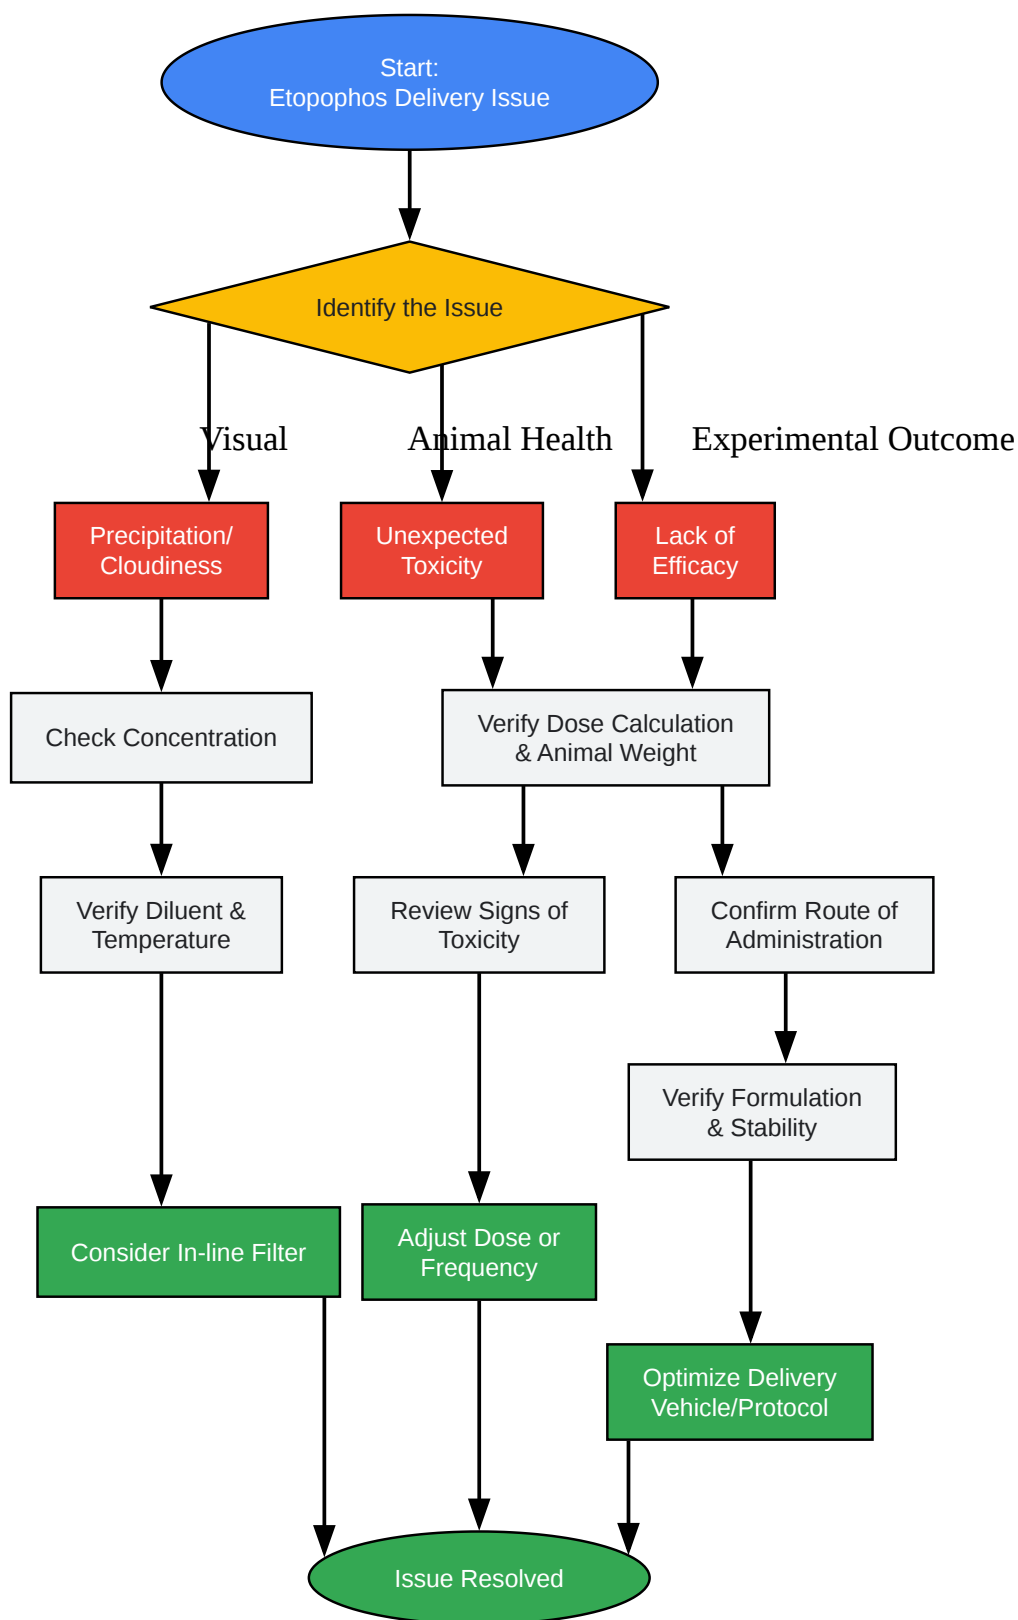 Start:
Etopophos Delivery Issue
Identify the Issue
Visual
Animal Health
Experimental Outcome
Precipitation/
Cloudiness
Unexpected
Toxicity
Lack of
Efficacy
Check Concentration
Verify Dose Calculation
& Animal Weight
Verify Diluent &
Temperature
Review Signs of
Toxicity
Confirm Route of
Administration
Verify Formulation
& Stability
Consider In-line Filter
Adjust Dose or
Frequency
Optimize Delivery
Vehicle/Protocol
Issue Resolved